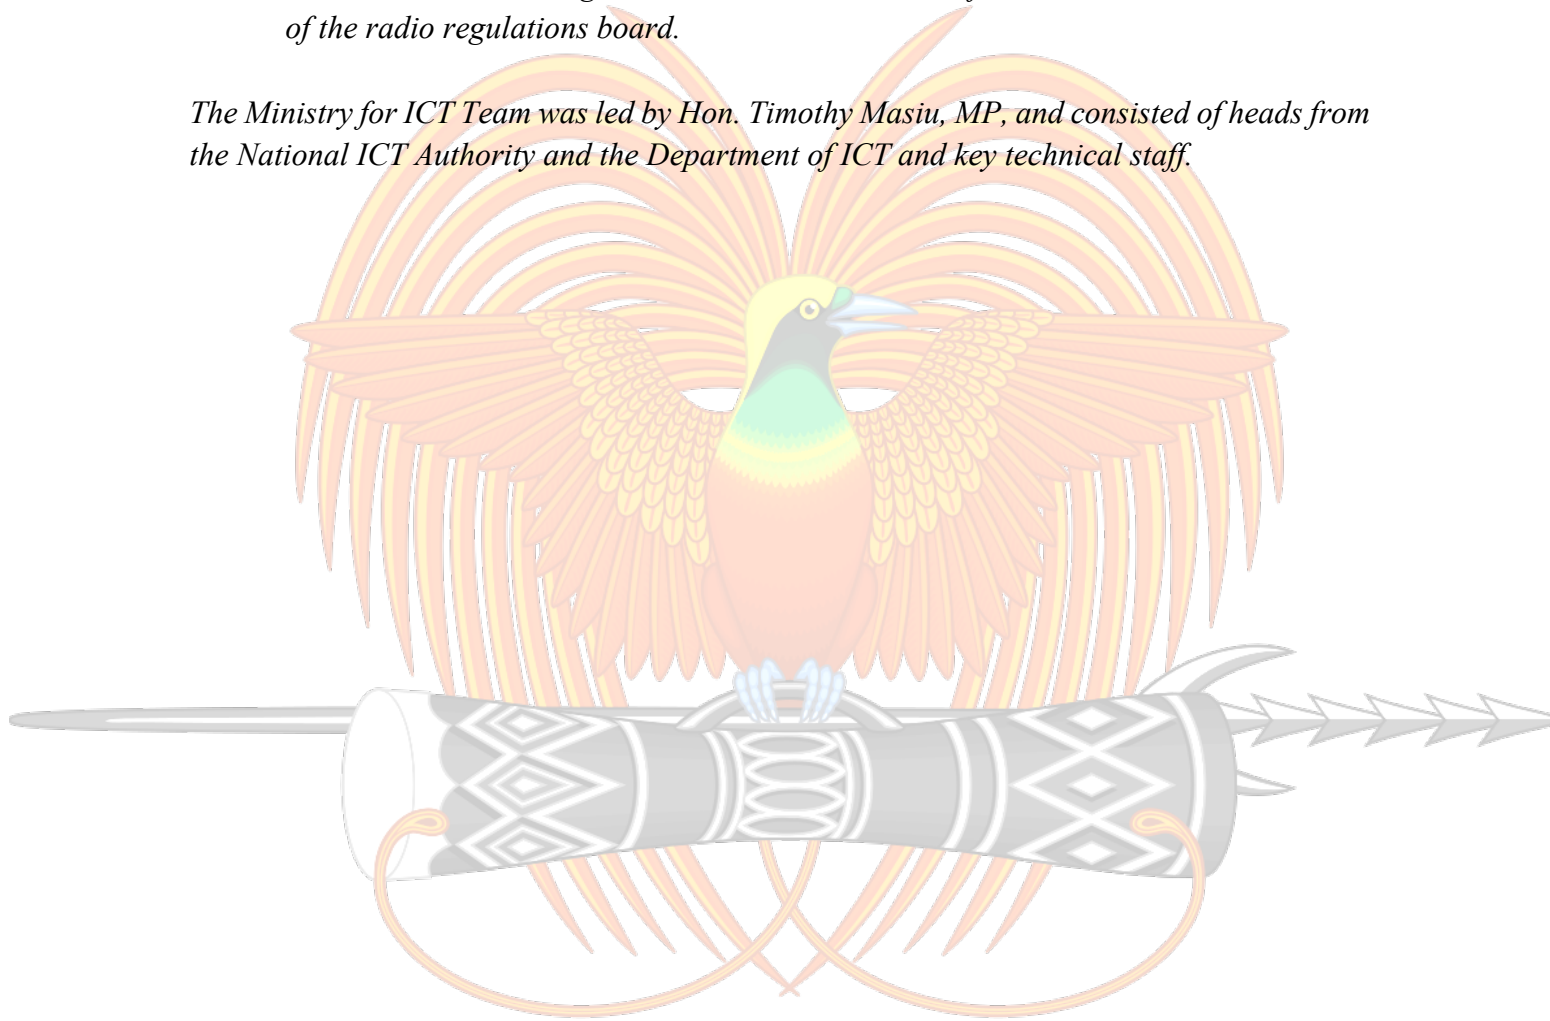 of the radio regulations board.
The Ministry for ICT Team was led by Hon. Timothy Masiu, MP, and consisted of heads from
the National ICT Authority and the Department of ICT and key technical staff.